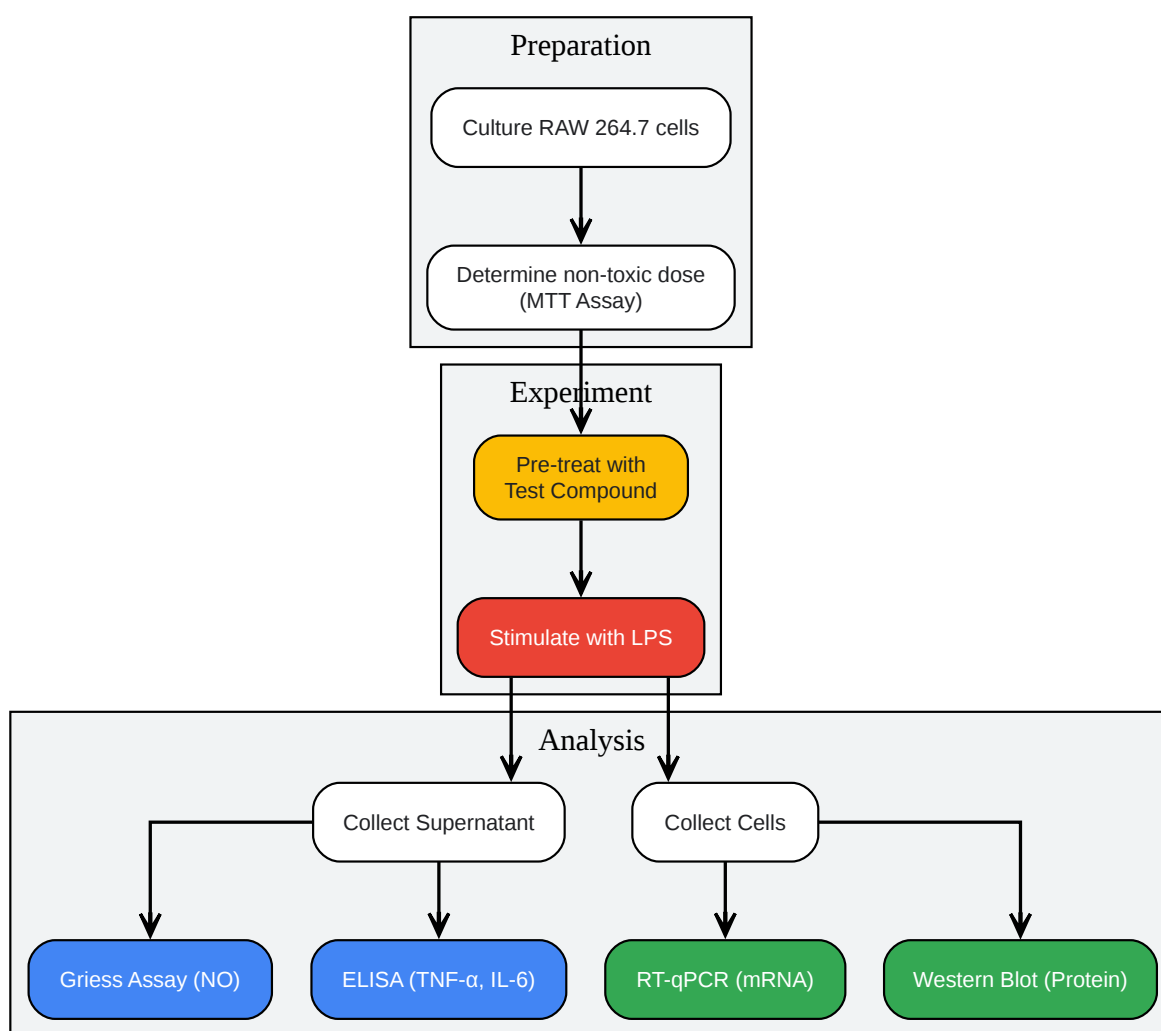 Preparation
Culture RAW 264.7 cells
Determine non-toxic dose
(MTT Assay)
Experiment
Pre-treat with
Test Compound
Stimulate with LPS
Analysis
Collect Supernatant
Collect Cells
Griess Assay (NO)
ELISA (TNF-α, IL-6)
RT-qPCR (mRNA)
Western Blot (Protein)